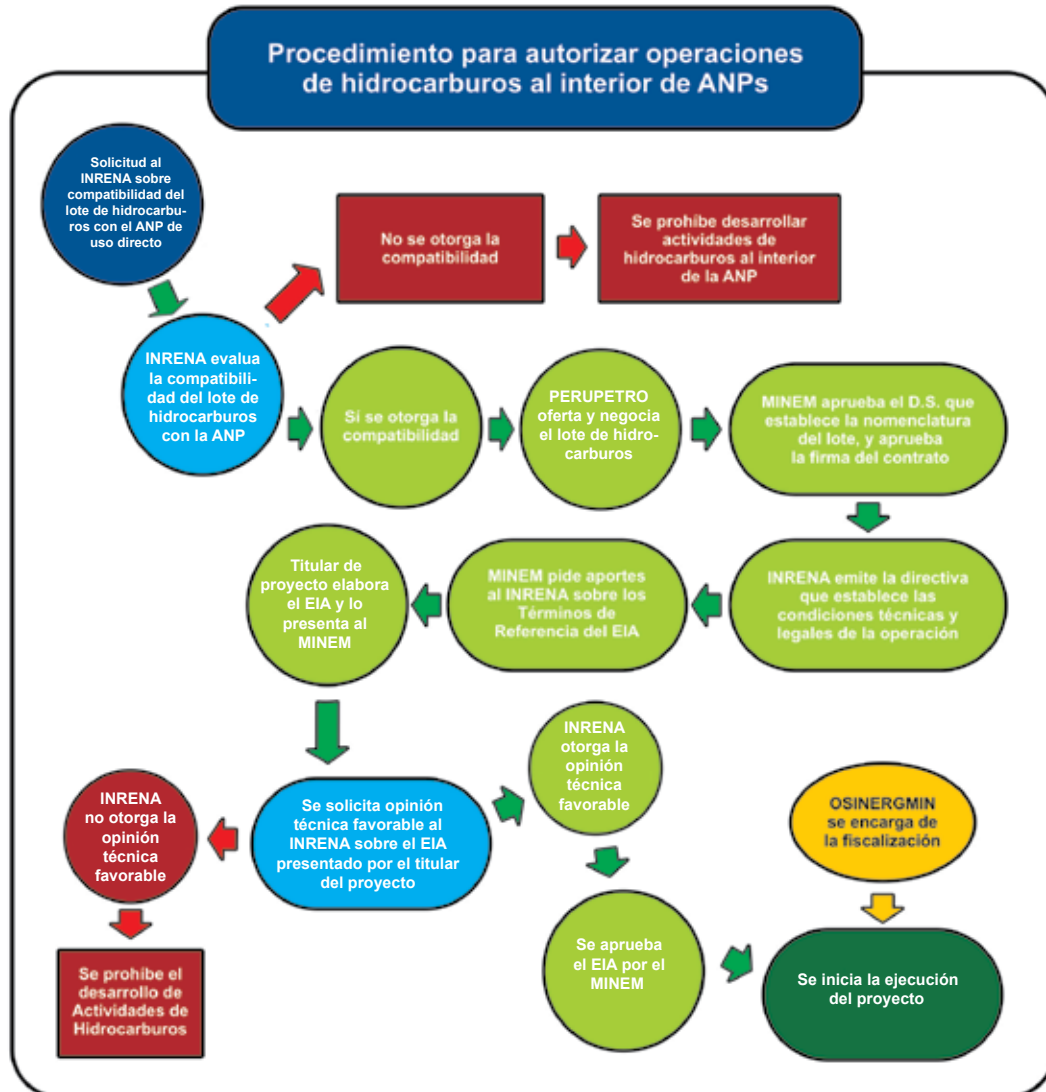 Procedimiento para autorizar operaciones
de hidrocarburos al interior de ANPs
Solicitud al
INRENA sobre
compatibilidad del
lote de hidrocarbu-
ros con el ANP de
uso directo
No se otorga la
compatibilidad
Se prohíbe desarrollar
actividades de
hidrocarburos al interior
de la ANP
INRENA evalua
la compatibili-
dad del lote de
hidrocarburos
con la ANP
Si se otorga la
compatibilidad
PERUPETRO
oferta y negocia
el lote de hidro-
carburos
MINEM aprueba el D.S. que
establece la nomenclatura
del lote, y aprueba
la firma del contrato
INRENA emite la directiva
que establece las
condiciones técnicas y
legales de la operación
MINEM pide aportes
al INRENA sobre los
Términos de
Referencia del EIA
Titular de
proyecto elabora
el EIA y lo
presenta al
MINEM
Se solicita opinión
técnica favorable al
INRENA sobre el EIA
presentado por el titular
del proyecto
INRENA
no otorga la
opinión
técnica
favorable
Se prohíbe el
desarrollo de
Actividades de
Hidrocarburos
INRENA
otorga la
opinión
técnica
favorable
Se aprueba
el EIA por el
MINEM
OSINERGMIN
se encarga de
la fiscalización
Se inicia la ejecución
del proyecto